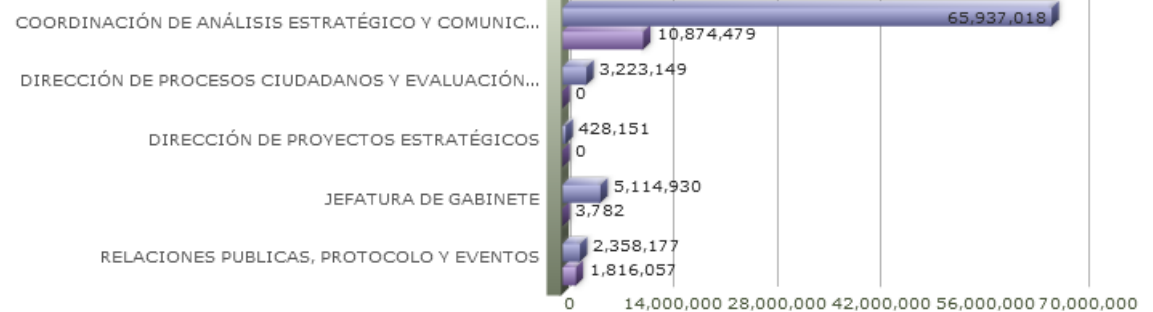 COORDINACIÓN DE ANÁLISIS ESTRATÉGICO Y COMUNIC...
65,937,018
10,874,479
DIRECCIÓN DE PROCESOS CIUDADANOS Y EVALUACIÓN...
3,223,149
0
DIRECCIÓN DE PROYECTOS ESTRATÉGICOS
428,151
0
JEFATURA DE GABINETE
5,114,930
3,782
RELACIONES PUBLICAS, PROTOCOLO Y EVENTOS
2,358,177
1,816,057
0 14,000,000 28,000,000 42,000,000 56,000,000 70,000,000